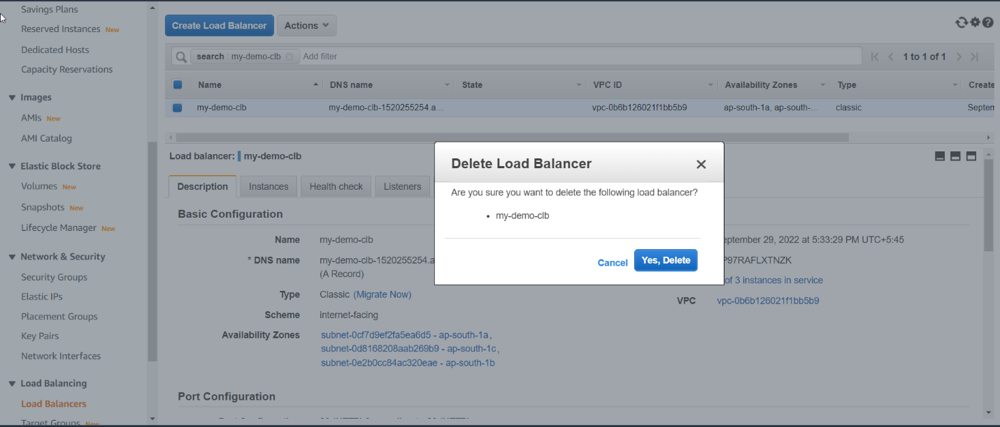 Savings Plans
Reserved Instances New
Dedicated Hosts
Capacity Reservations
Images
AMIs New
AMI Catalog
Elastic Block Store
Volumes New
Snapshots New
Lifecycle Manager New
Network & Security
Security Groups
Elastic IPs
Placement Groups
Key Pairs
Network Interfaces
Load Balancing
Load Balancers
Target Groups New
Create Load Balancer Actions
search : my-demo-clb Add filter 1 to 1 of 1
Name DNS name State VPC ID Availability Zones Type Create
my-demo-clb my-demo-clb-1520255254.a... vpc-0b6b126021f1bb5b9 ap-south-1a, ap-south-... classic Septem
Load balancer: my-demo-clb
Description Instances Health check Listeners
Basic Configuration
Name my-demo-clb
* DNS name my-demo-clb-1520255254.a
(A Record)
Type Classic (Migrate Now)
Scheme internet-facing
Availability Zones subnet-0cf7d9ef2fa5ea6d5 - ap-south-1a,
subnet-0d8168208aab269b9 - ap-south-1c,
subnet-0e2b0cc84ac320eae - ap-south-1b
eptember 29, 2022 at 5:33:29 PM UTC+5:45
P97RAFLXTNZK
of 3 instances in service
VPC vpc-0b6b126021f1bb5b9
Port Configuration
Delete Load Balancer
Are you sure you want to delete the following load balancer?
• my-demo-clb
Cancel Yes, Delete